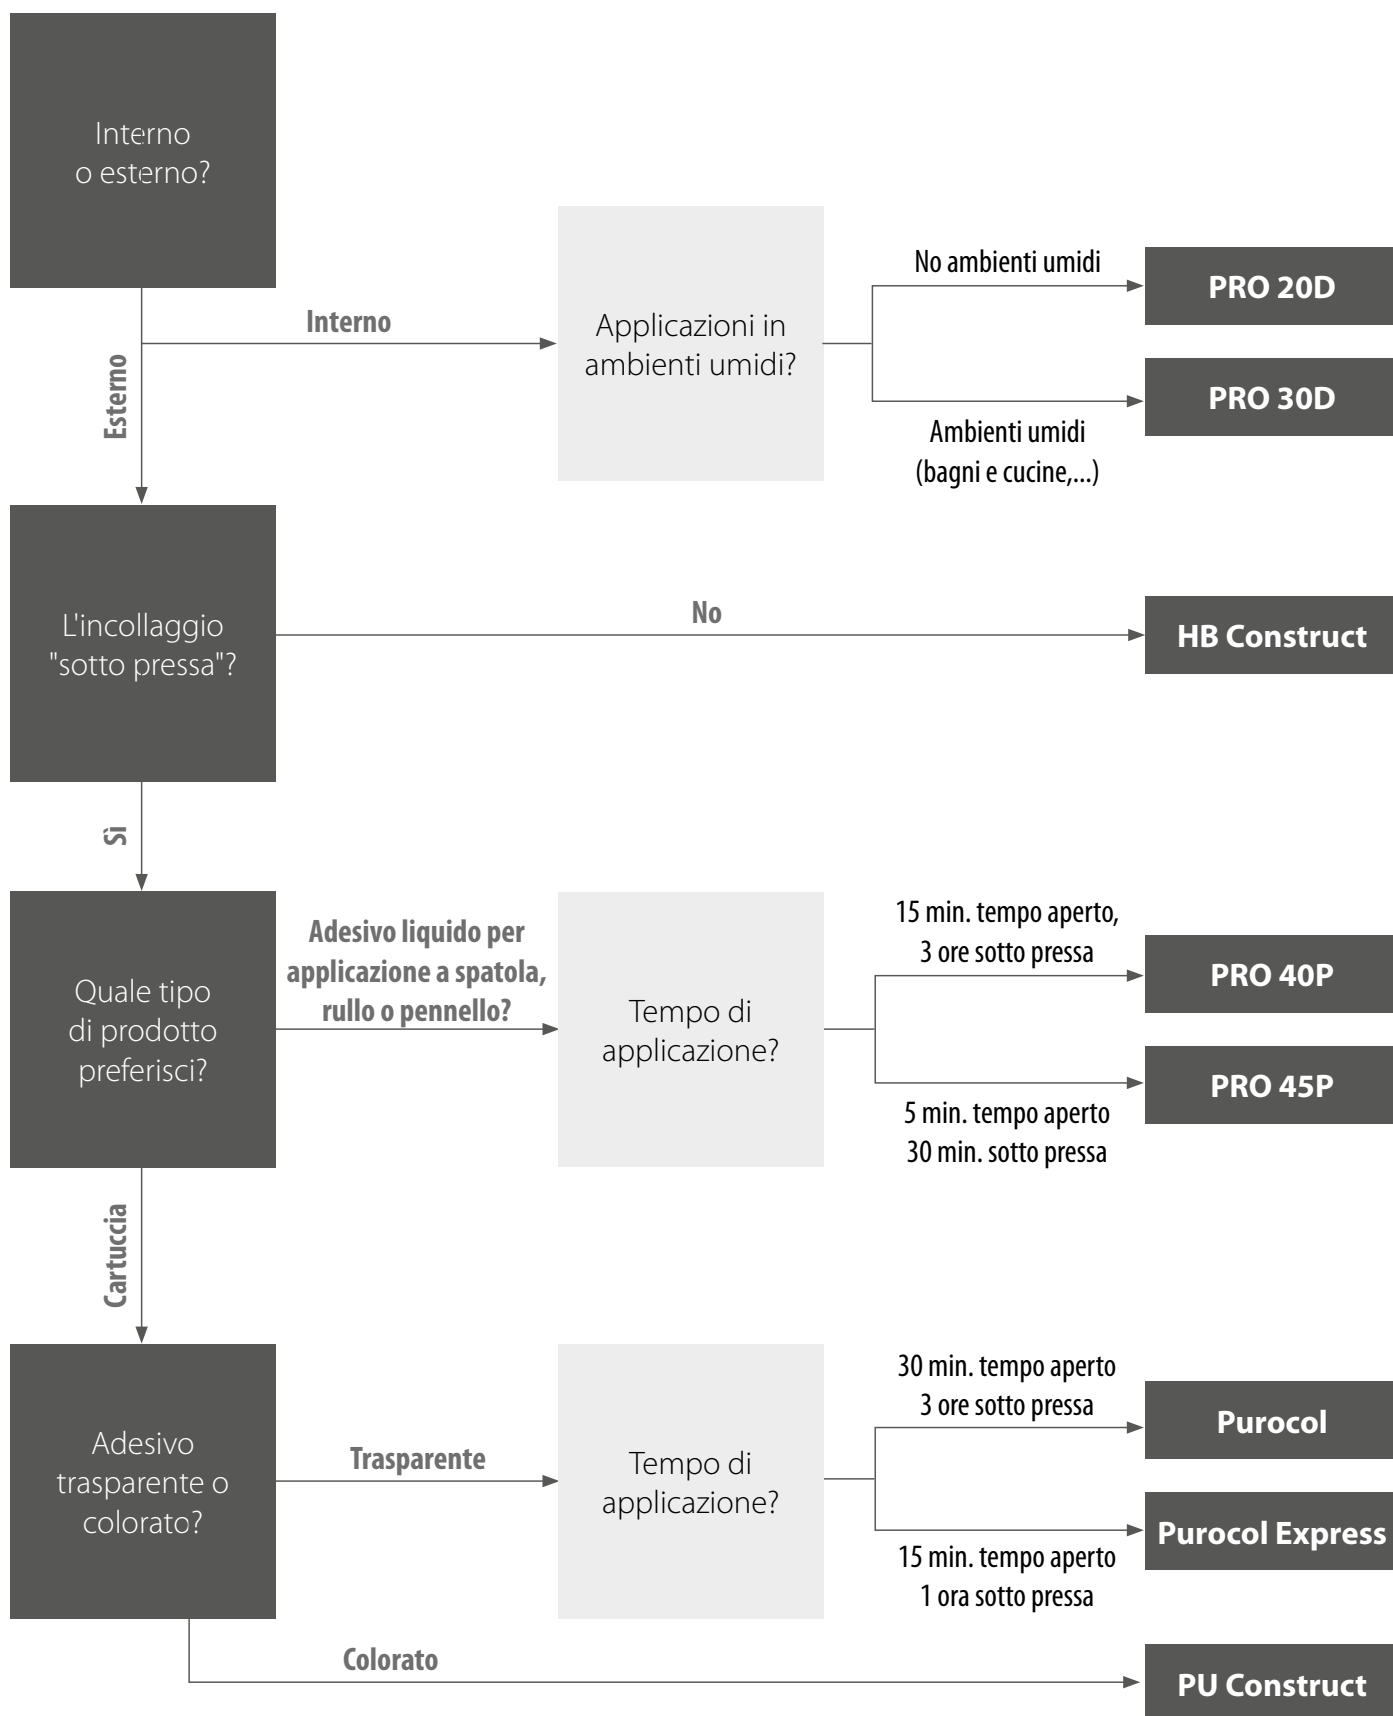 Interno
o esterno?
Interno
Esterno
Applicazioni in
ambienti umidi?
No ambienti umidi
PRO 20D
PRO 30D
Ambienti umidi
(bagni e cucine,...)
L'incollaggio
"sotto pressa"?
No
HB Construct
Sì
Quale tipo
di prodotto
preferisci?
Adesivo liquido per
applicazione a spatola,
rullo o pennello?
Tempo di
applicazione?
15 min. tempo aperto,
3 ore sotto pressa
PRO 40P
PRO 45P
5 min. tempo aperto
30 min. sotto pressa
Cartuccia
Adesivo
trasparente o
colorato?
Trasparente
Tempo di
applicazione?
30 min. tempo aperto
3 ore sotto pressa
Purocol
Purocol Express
15 min. tempo aperto
1 ora sotto pressa
Colorato
PU Construct